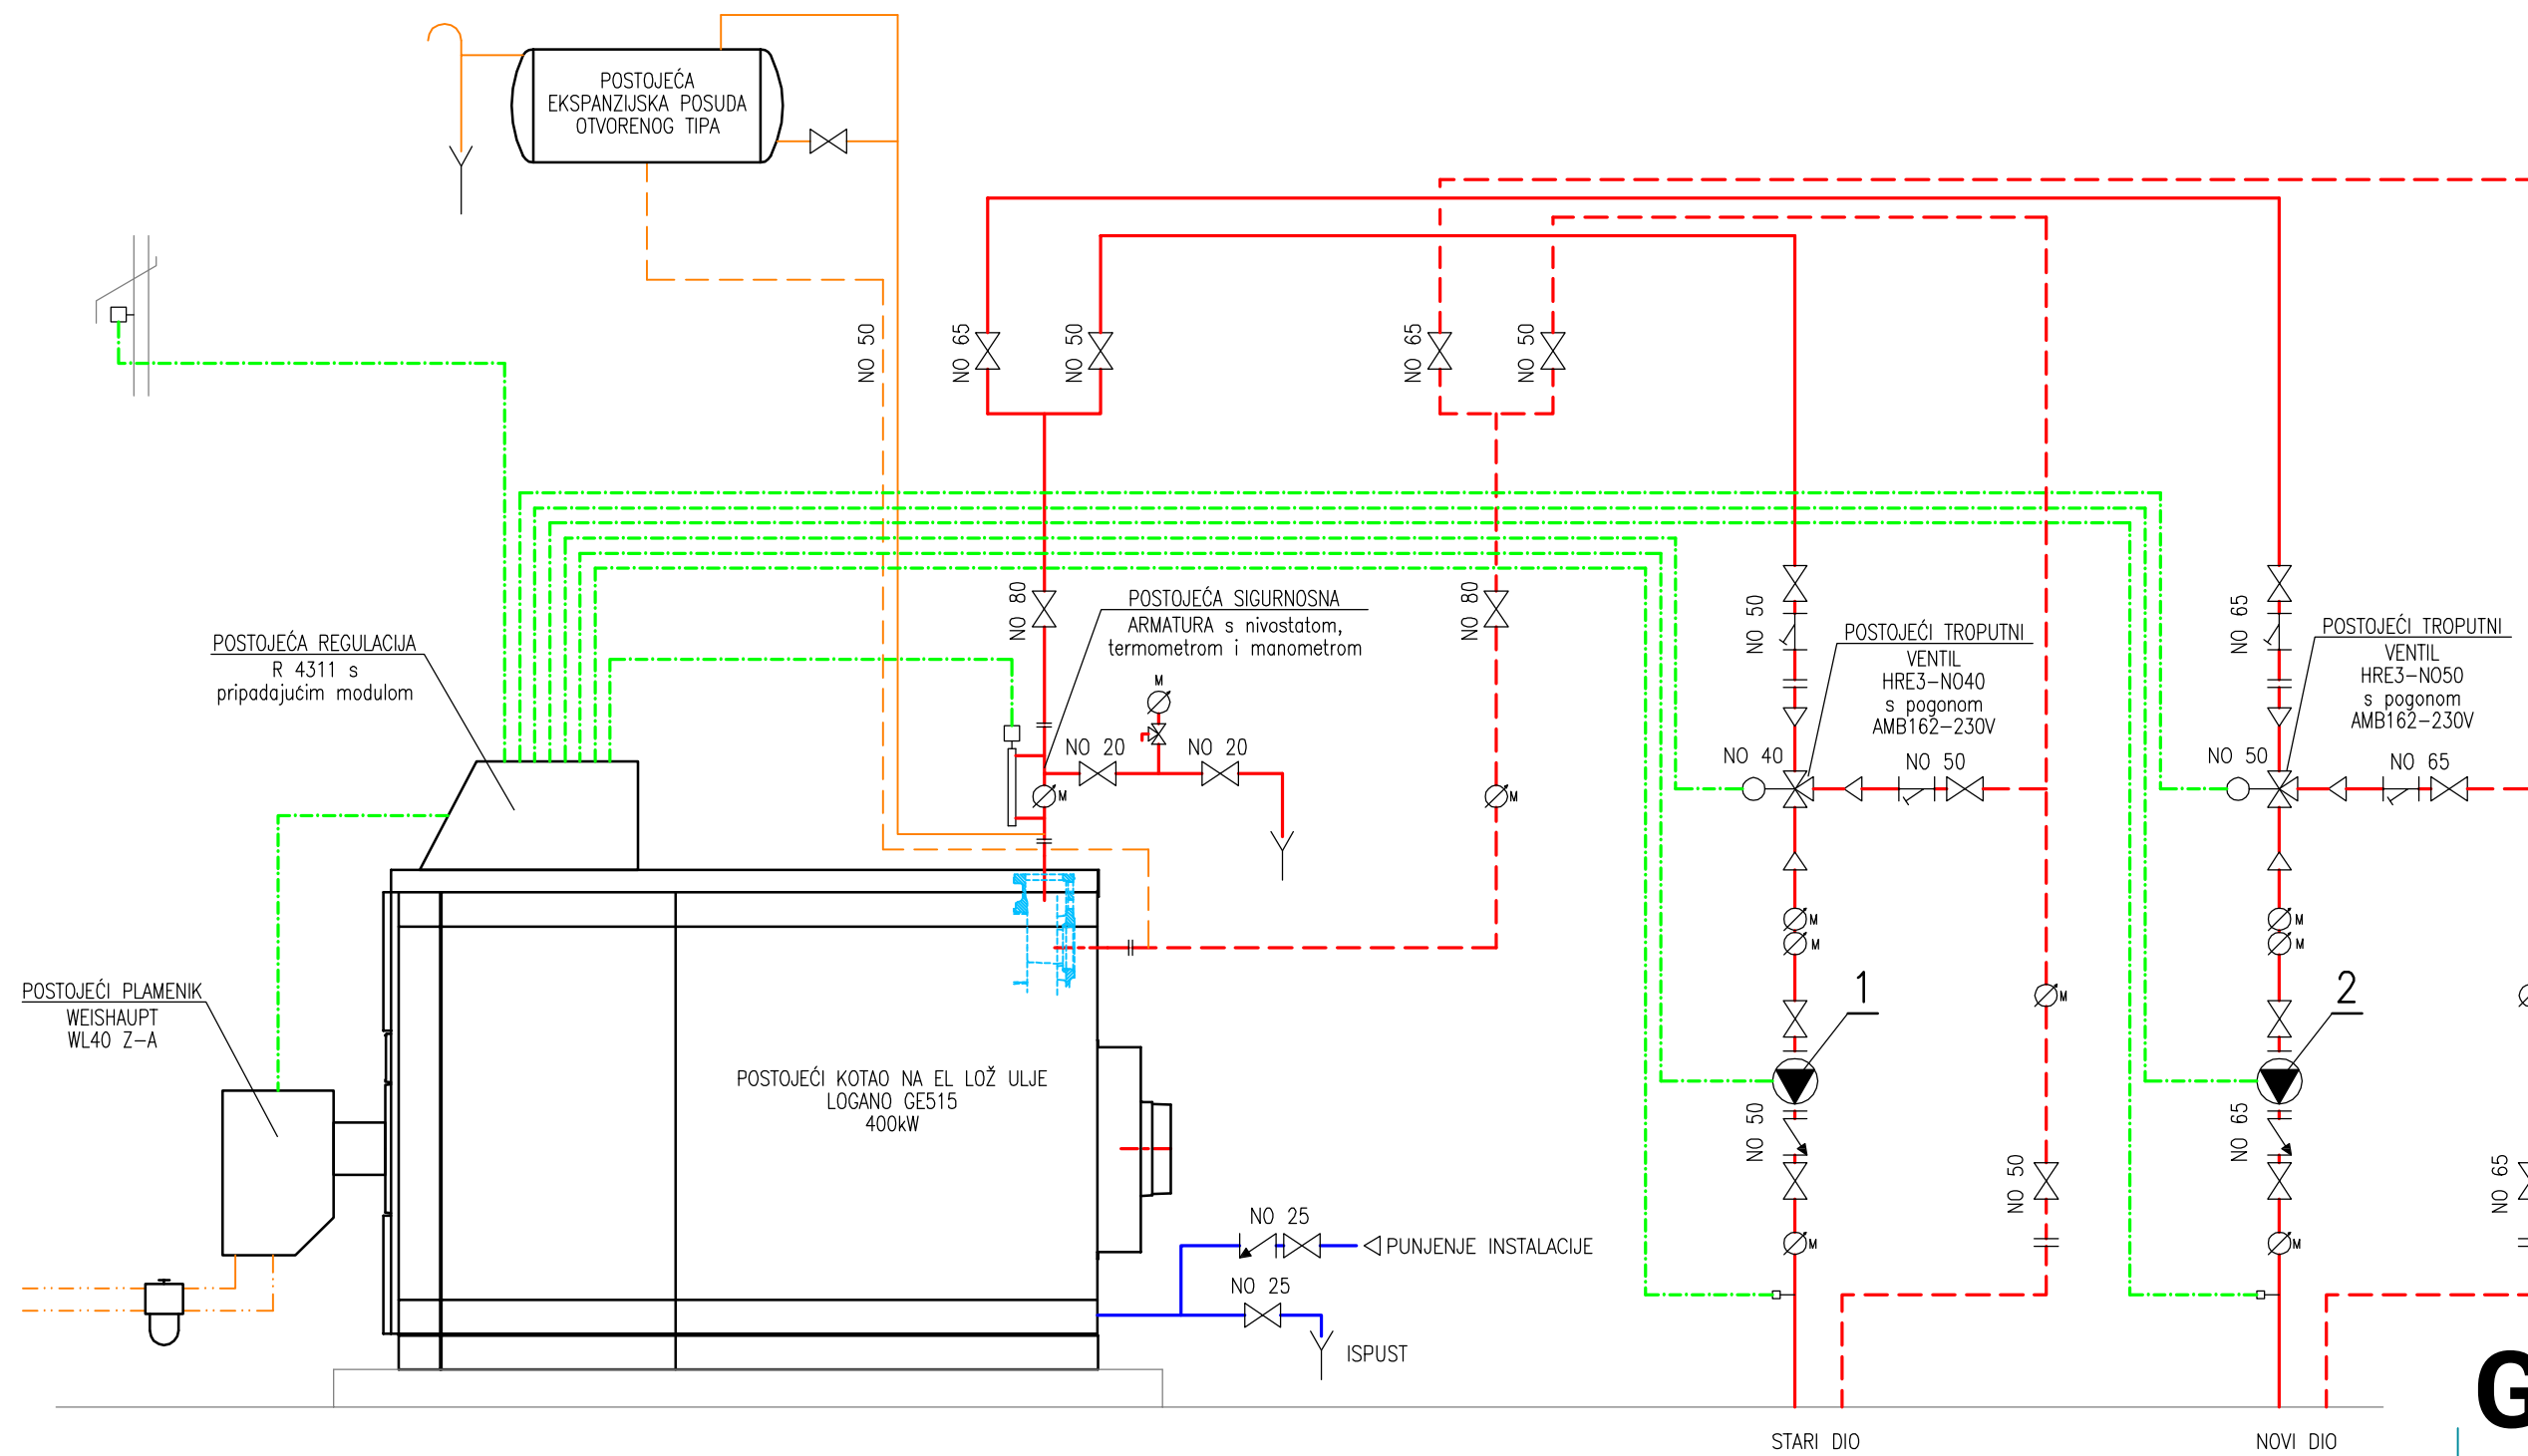 POSTOJEĆA
EKSPANZIJSKA POSUDA
OTVORENOG TIPA
NO 50
NO 65
NO 50
NO 65
NO 50
POSTOJEĆA REGULACIJA
R 4311 s
pripadajućim modulom
NO 80
POSTOJEĆA SIGURNOSNA
ARMATURA s nivostatom,
termometrom i manometrom
M
NO 20
NO 20
M
NO 80
M
NO 50
POSTOJEĆI TROPUTNI
VENTIL
HRE3-NO40
s pogonom
AMB162-230V
NO 40
NO 50
NO 65
POSTOJEĆI TROPUTNI
VENTIL
HRE3-NO50
s pogonom
AMB162-230V
NO 50
NO 65
M
M
M
M
1
M
2
POSTOJEĆI PLAMENIK
WEISHAUPT
WL40 Z-A
POSTOJEĆI KOTAO NA EL LOŽ ULJE
LOGANO GE515
400kW
NO 50
NO 50
NO 65
NO 65
M
M
NO 25
PUNJENJE INSTALACIJE
NO 25
ISPUST
STARI DIO
NOVI DIO
G